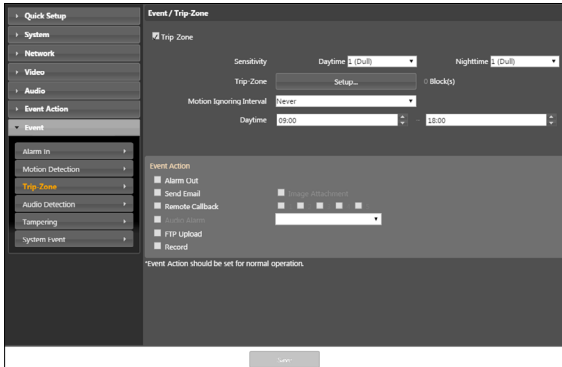 Quick Setup
System
Network
Video
Audio
Event Action
Event
Alarm In
Motion Detection
Trip-Zone
Audio Detection
Tampering
System Event
Event / Trip-Zone
Trip Zone
Sensitivity Daytime 1 (Dull) Nighttime 1 (Dull)
Trip-Zone Setup... 0 Block(s)
Motion Ignoring Interval Never
Daytime 09:00 ~ 18:00
Event Action
Alarm Out
Send Email Image Attachment
Remote Callback
Audio Alarm
FTP Upload
Record
*Event Action should be set for normal operation.